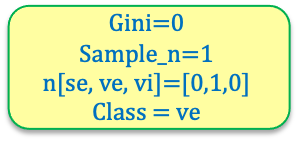 Gini=0
Sample_n=1
n[se, ve, vi]=[0,1,0]
Class = ve